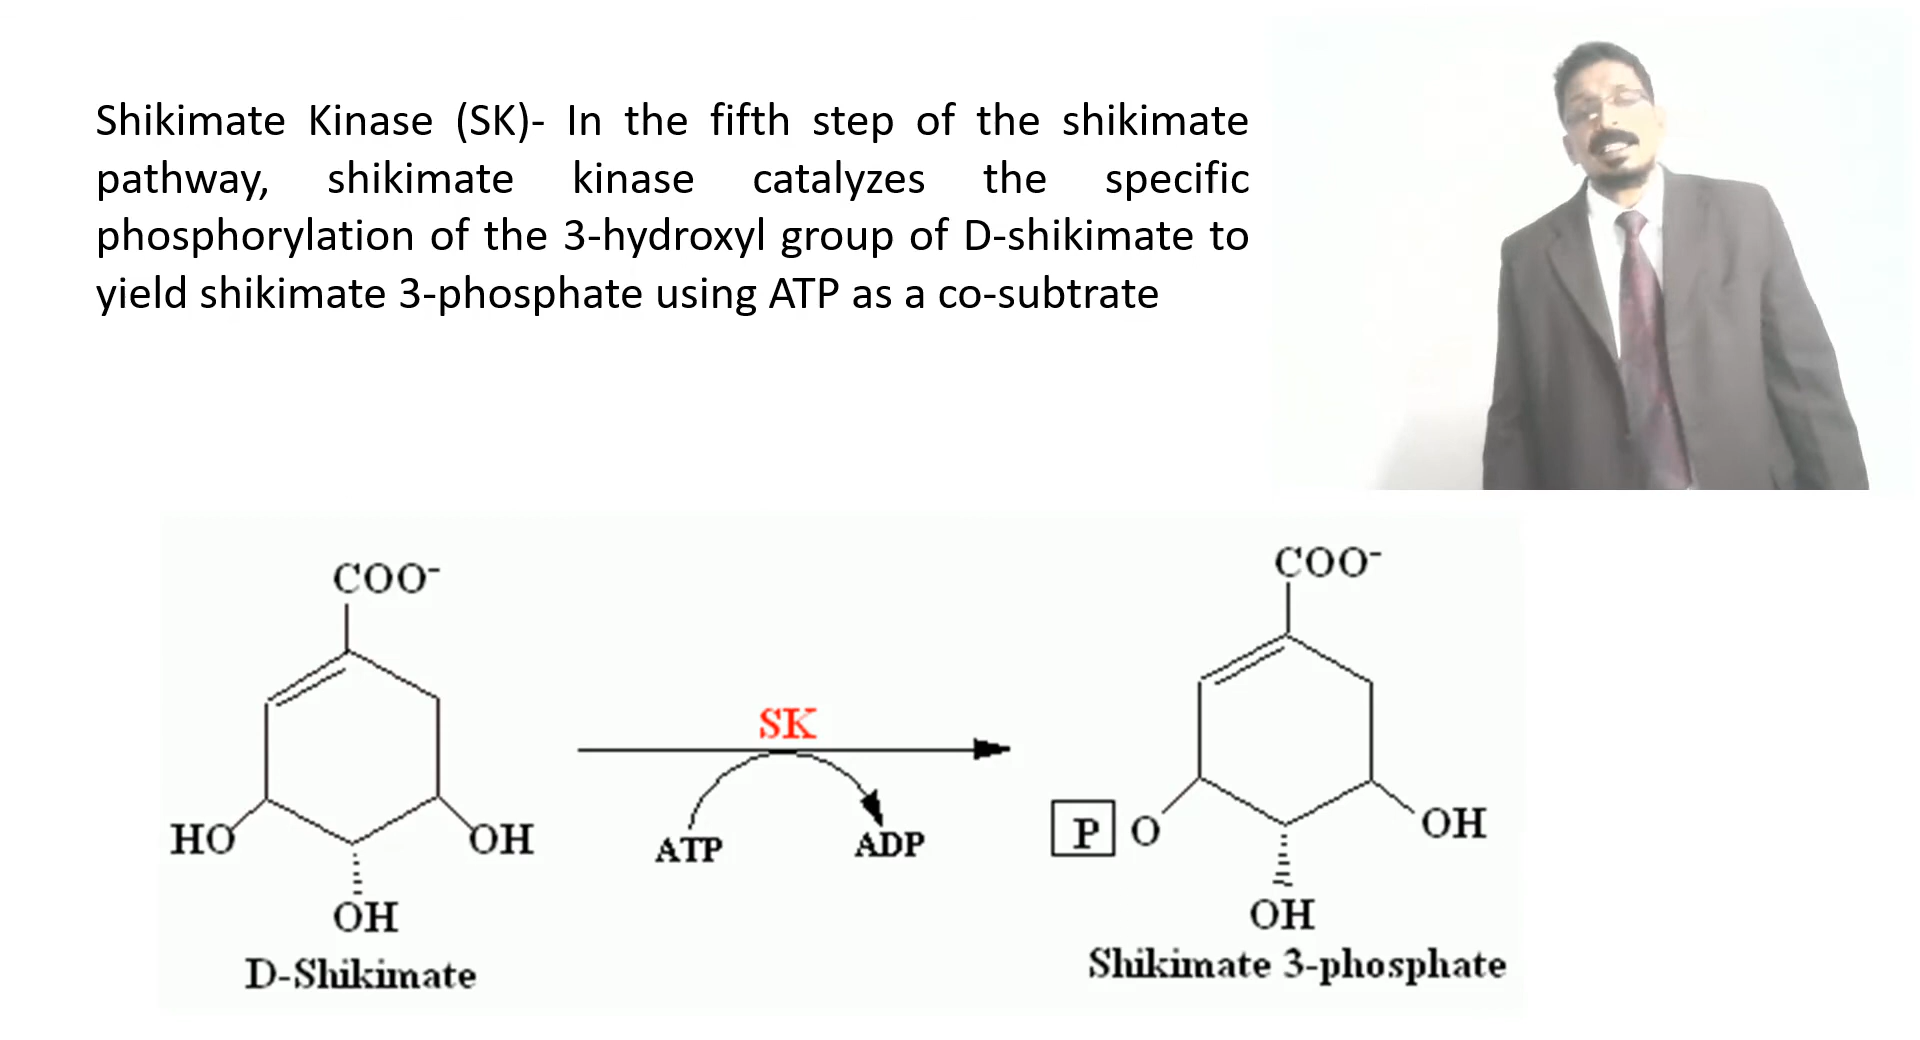 Shikimate Kinase (SK)- In the fifth step of the shikimate
pathway, shikimate kinase catalyzes the specific
phosphorylation of the 3-hydroxyl group of D-shikimate to
yield shikimate 3-phosphate using ATP as a co-subtrate
COO-
COO-
SK
HO
OH
ATP
ADP
P
O
OH
OH
OH
D-Shikimate
Shikimate 3-phosphate